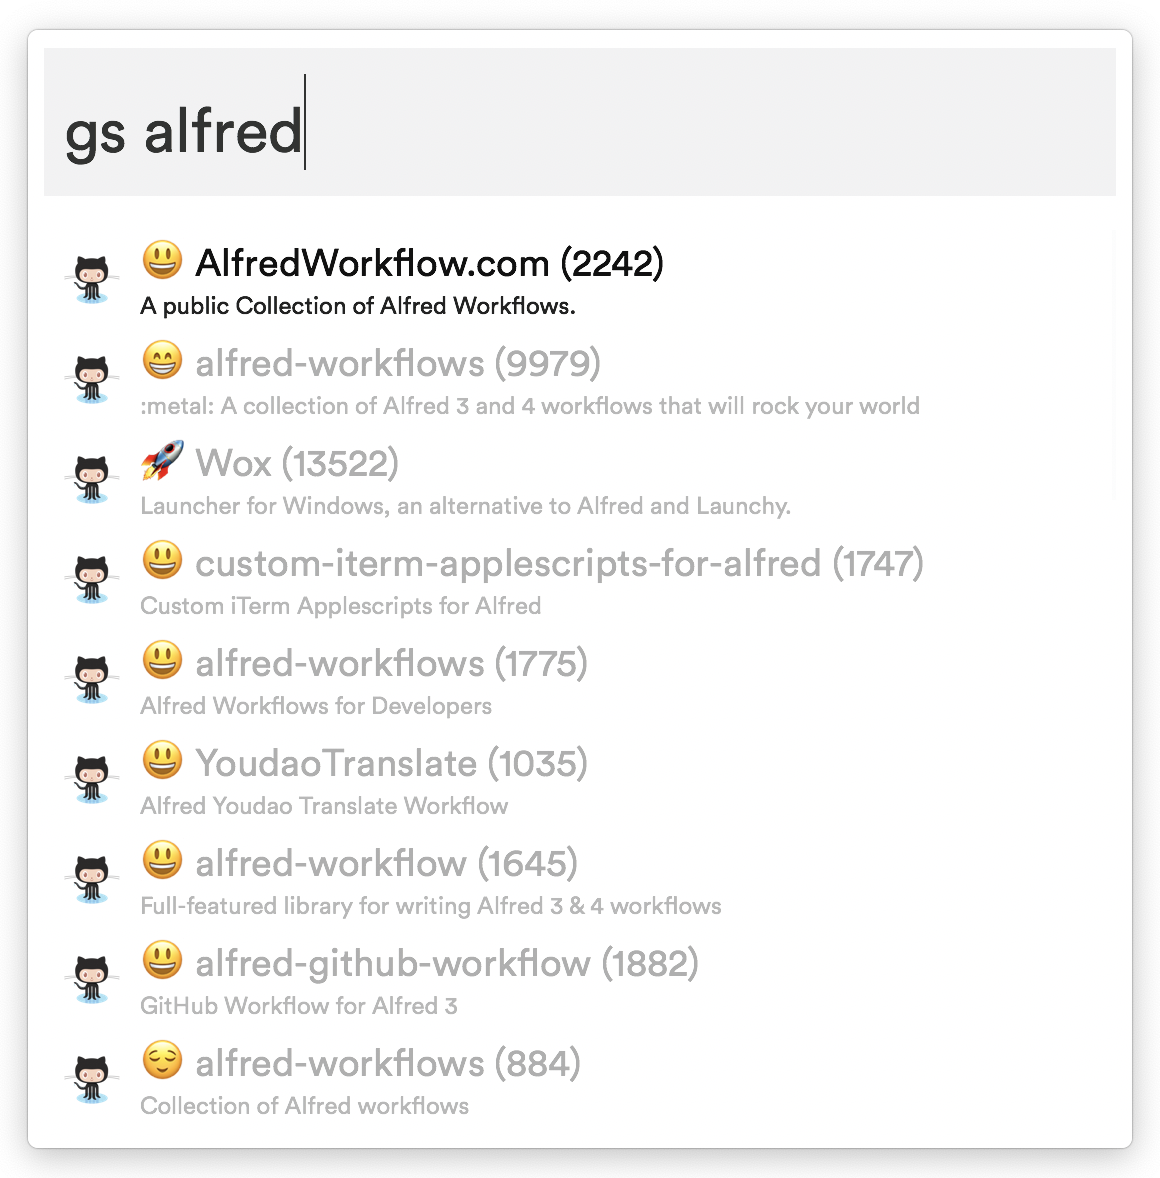 gs alfred
😃 AlfredWorkflow.com (2242)
A public Collection of Alfred Workflows.
😁 alfred-workflows (9979)
:metal: A collection of Alfred 3 and 4 workflows that will rock your world
🚀 Wox (13522)
Launcher for Windows, an alternative to Alfred and Launchy.
😃 custom-iterm-applescripts-for-alfred (1747)
Custom iTerm Applescripts for Alfred
😃 alfred-workflows (1775)
Alfred Workflows for Developers
😃 YoudaoTranslate (1035)
Alfred Youdao Translate Workflow
😃 alfred-workflow (1645)
Full-featured library for writing Alfred 3 & 4 workflows
😃 alfred-github-workflow (1882)
GitHub Workflow for Alfred 3
😌 alfred-workflows (884)
Collection of Alfred workflows